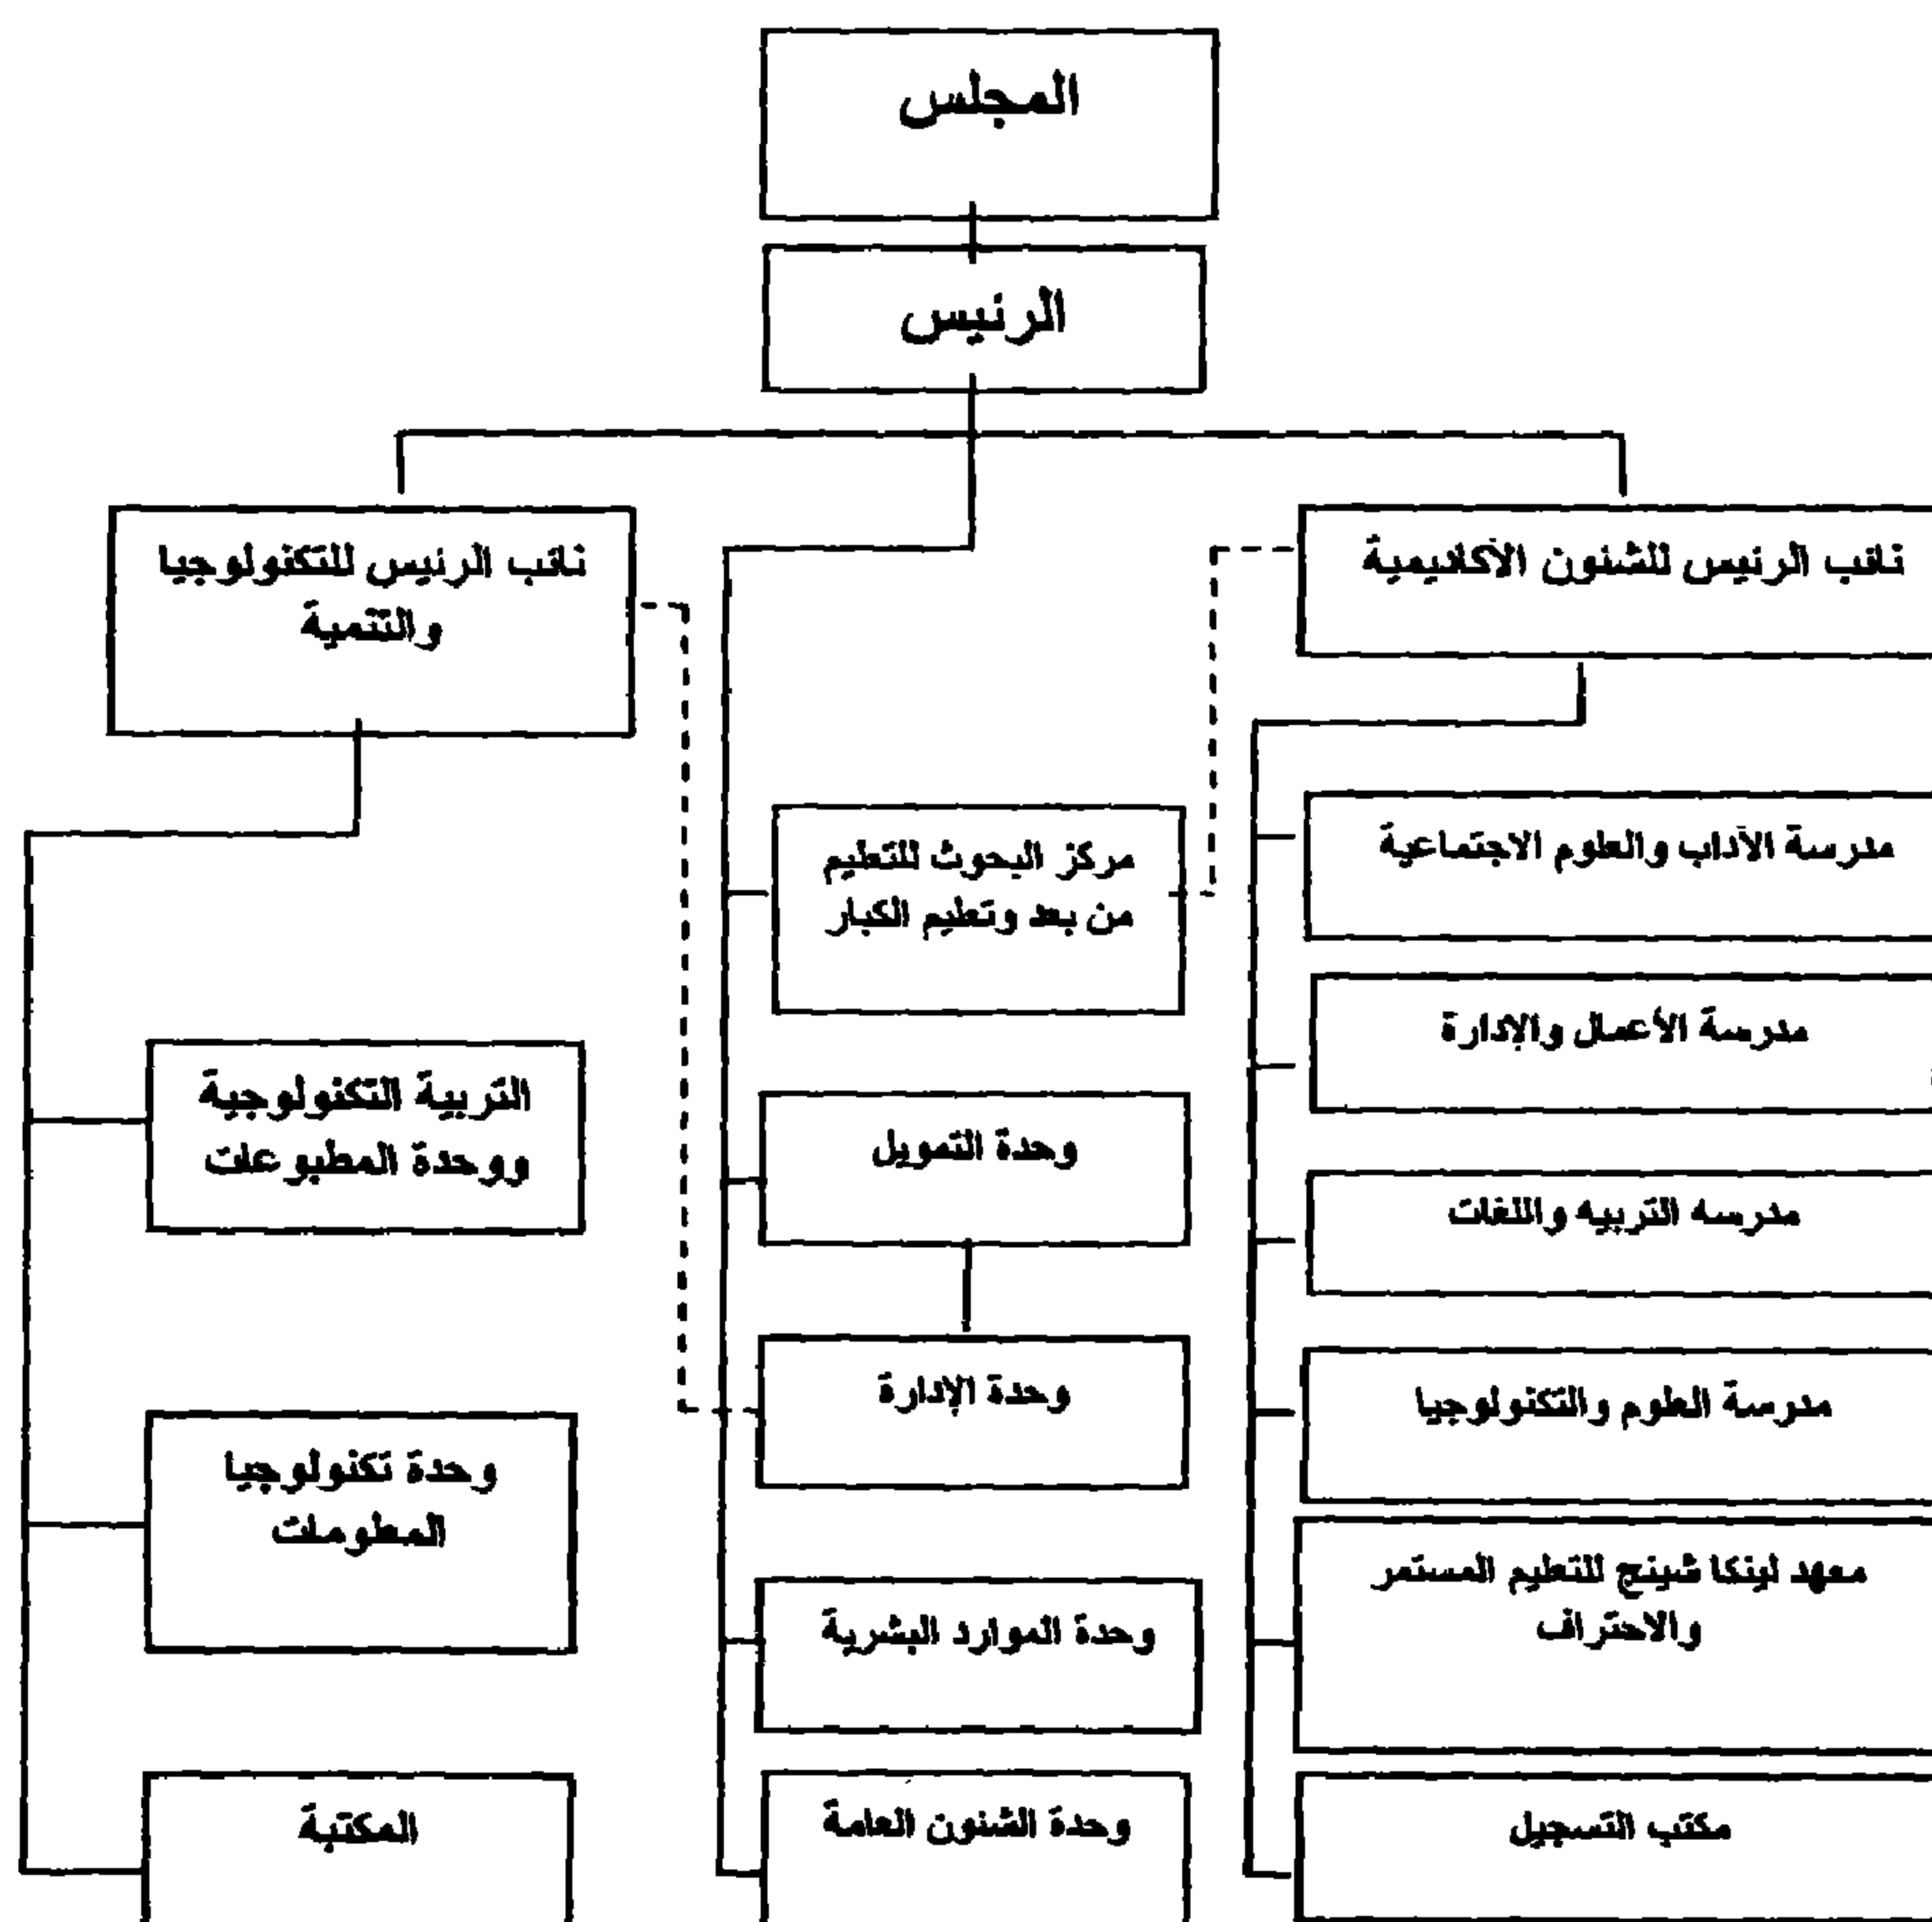 المجلس
الرئيس
نائب الرئيس للشئون الأكاديمية
نائب الرئيس للتكنولوجيا
والتنمية
مدرسة الآداب والعلوم الاجتماعية
مدرسة الأعمال والإدارة
مدرسه التربيه واللغات
مدرسة العلوم والتكنولوجيا
معهد لينكا شينج للتعليم المستمر
والاحتراف
مكتب التسجيل
مركز البحوث للتعليم
من بعد وتعليم الكبار
وحدة التمويل
وحدة الإدارة
وحدة الموارد البشرية
وحدة الشئون العامة
التربية التكنولوجية
ووحدة المطبوعات
وحدة تكنولوجيا
المعلومات
المكتبة